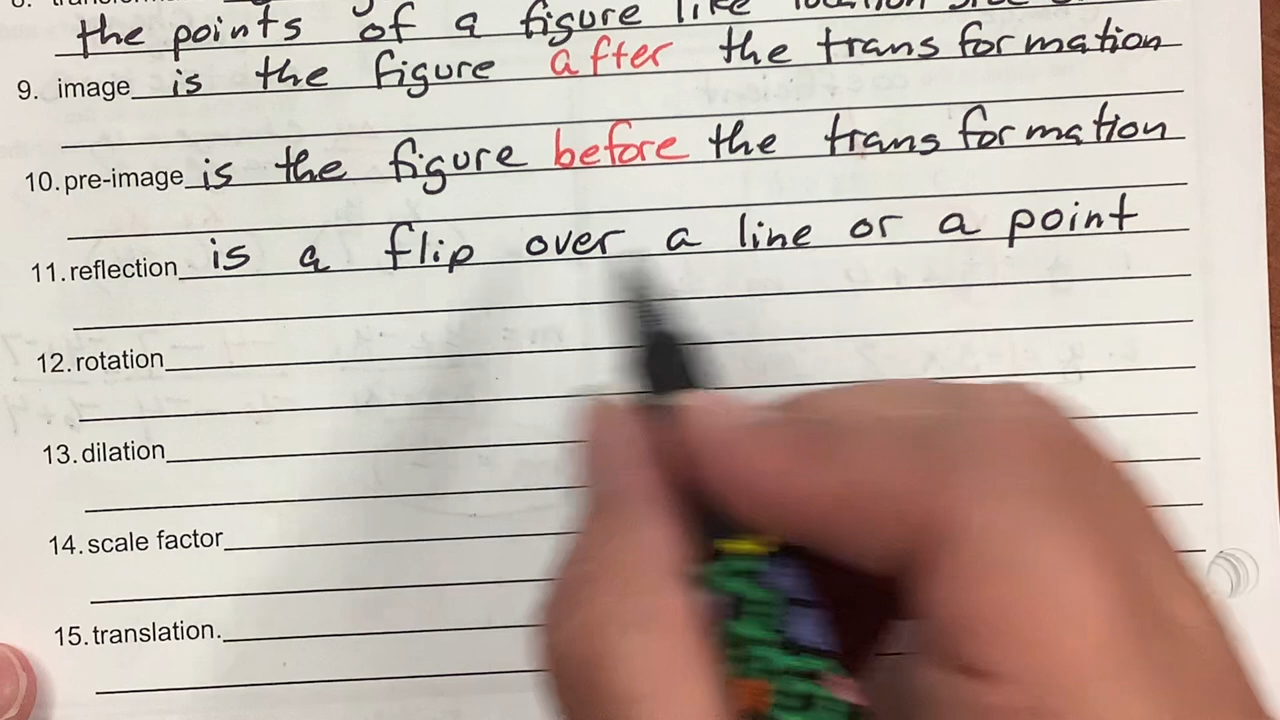 the points of a figure like location
9. image is the figure after the transformation
10. pre-image is the figure before the transformation
11. reflection is a flip over a line or a point
12. rotation
13. dilation
14. scale factor
15. translation.